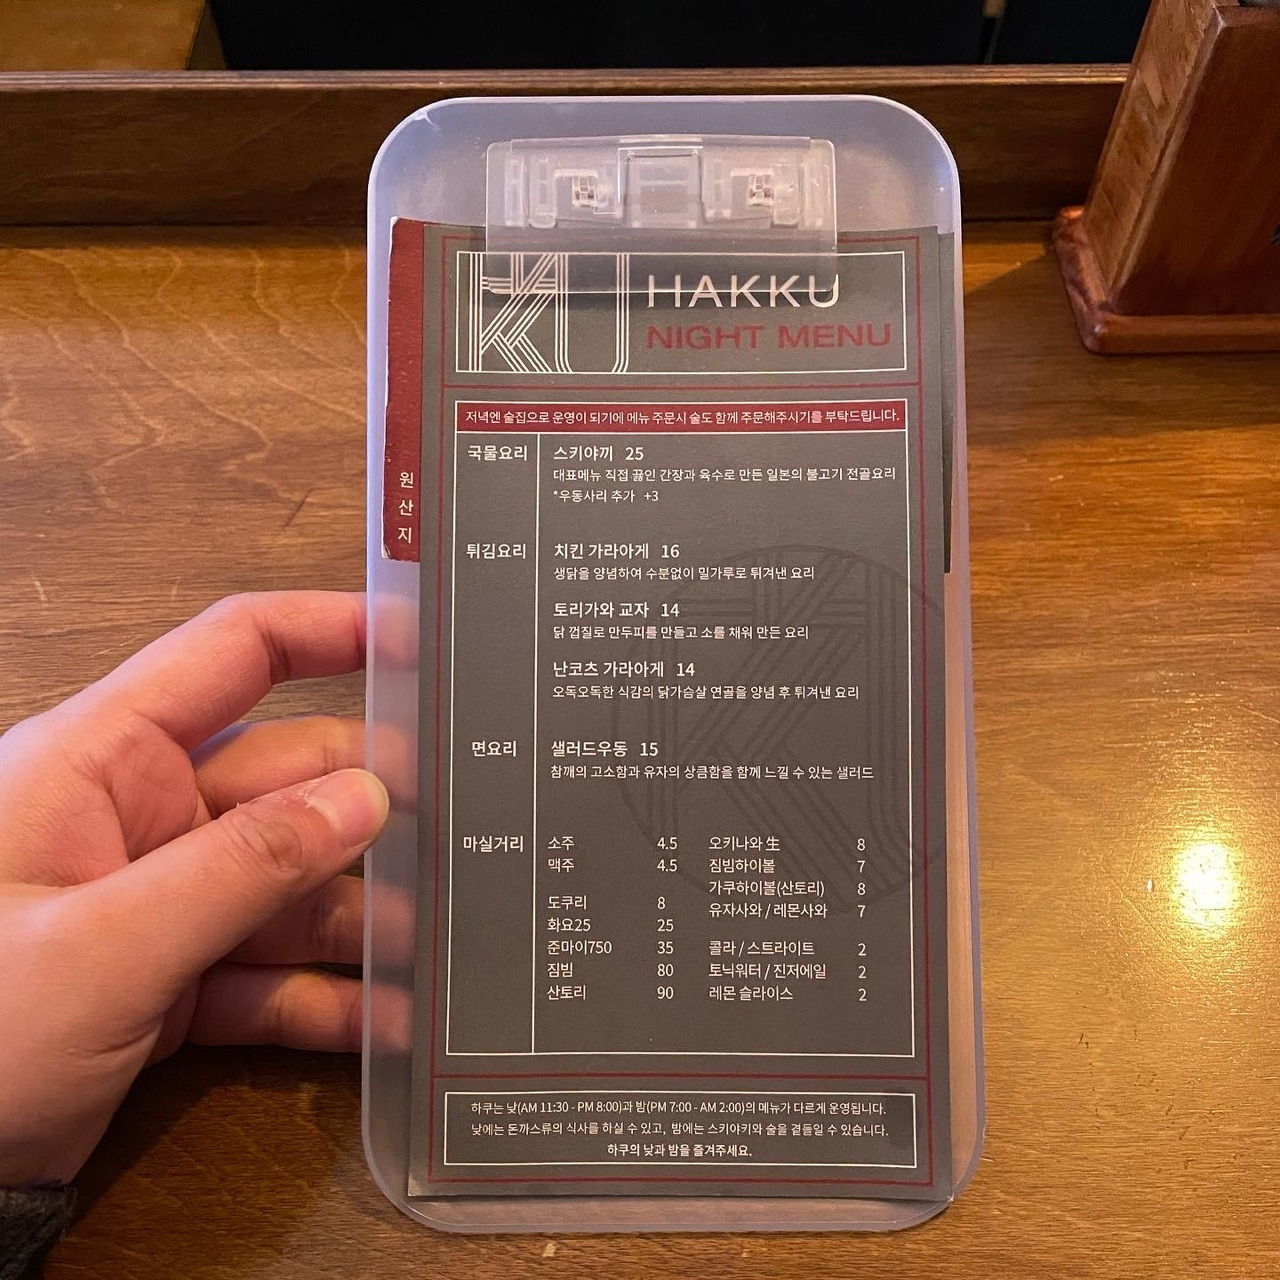 KU
HAKKU
NIGHT MENU
저녁엔 술집으로 운영이 되기에 메뉴 주문시 술도 함께 주문해주시기를 부탁드립니다.
원
산
지
국물요리
스키야끼 25
대표메뉴 직접 끓인 간장과 육수로 만든 일본의 불고기 전골요리
*우동사리 추가 +3
튀김요리
치킨 가라아게 16
생닭을 양념하여 수분없이 밀가루로 튀겨낸 요리
토리가와 교자 14
닭 껍질로 만두피를 만들고 소를 채워 만든 요리
난코츠 가라아게 14
오독오독한 식감의 닭가슴살 연골을 양념 후 튀겨낸 요리
면요리
샐러드우동 15
참깨의 고소함과 유자의 상큼함을 함께 느낄 수 있는 샐러드
마실거리
소주 4.5
맥주 4.5
도쿠리 8
화요25 25
준마이750 35
짐빔 80
산토리 90
오키나와 生 8
짐빔하이볼 7
가쿠하이볼(산토리) 8
유자사와 / 레몬사와 7
콜라 / 스트라이트 2
토닉워터 / 진저에일 2
레몬 슬라이스 2
하쿠는 낮(AM 11:30 - PM 8:00)과 밤(PM 7:00 - AM 2:00)의 메뉴가 다르게 운영됩니다.
낮에는 돈까스류의 식사를 하실 수 있고, 밤에는 스키야키와 술을 곁들일 수 있습니다.
하쿠의 낮과 밤을 즐겨주세요.